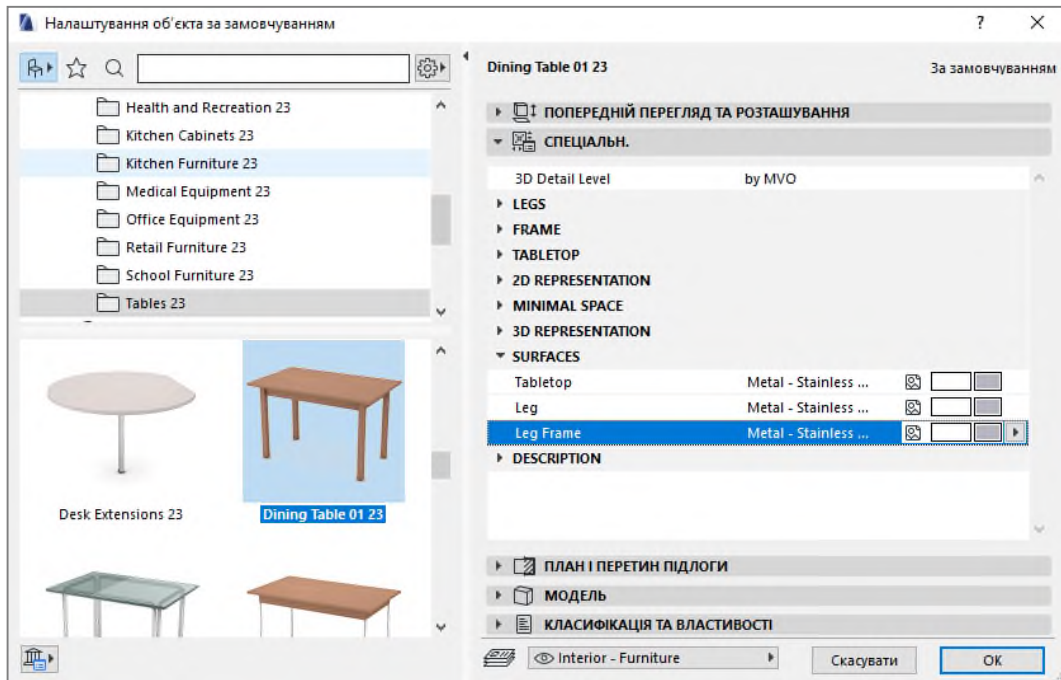 Налаштування об'єкта за замовчуванням
?
Health and Recreation 23
Kitchen Cabinets 23
Kitchen Furniture 23
Medical Equipment 23
Office Equipment 23
Retail Furniture 23
School Furniture 23
Tables 23
Desk Extensions 23
Dining Table 01 23
Dining Table 01 23
За замовчуванням
ПОПЕРЕДНІЙ ПЕРЕГЛЯД ТА РОЗТАШУВАННЯ
СПЕЦІАЛЬН.
3D Detail Level by MVO
LEGS
FRAME
TABLETOP
2D REPRESENTATION
MINIMAL SPACE
3D REPRESENTATION
SURFACES
Tabletop Metal - Stainless ...
Leg Metal - Stainless ...
Leg Frame Metal - Stainless ...
DESCRIPTION
ПЛАН І ПЕРЕТИН ПІДЛОГИ
МОДЕЛЬ
КЛАСИФІКАЦІЯ ТА ВЛАСТИВОСТІ
Interior - Furniture
Скасувати
OK